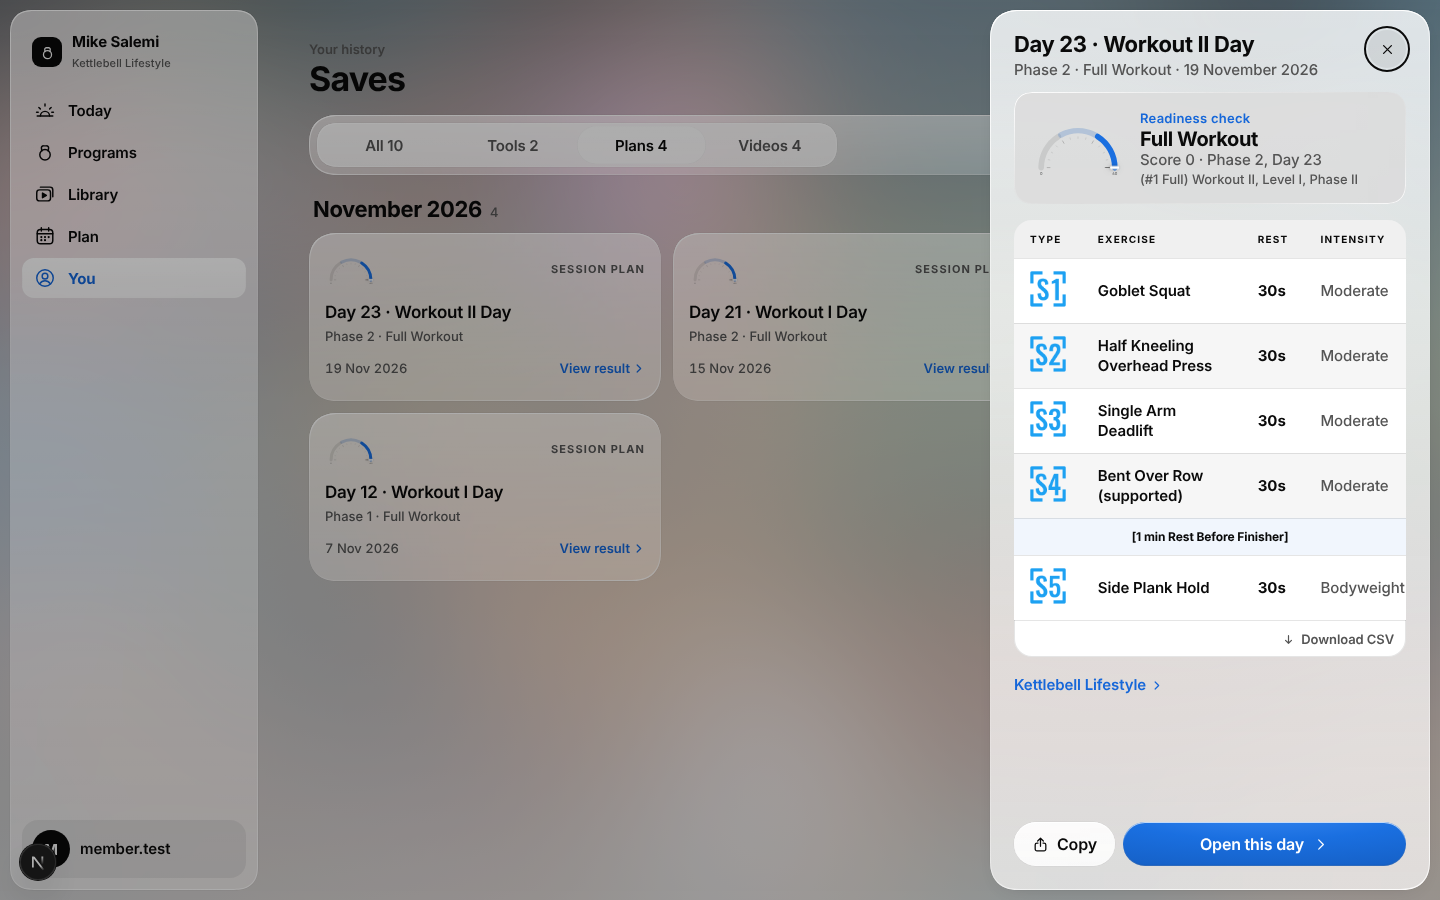 Mike Salemi
Kettlebell Lifestyle
Today
Programs
Library
Plan
You
member.test
Your history
Saves
All 10
Tools 2
Plans 4
Videos 4
November 2026 4
SESSION PLAN
Day 23 · Workout II Day
Phase 2 · Full Workout
19 Nov 2026
View result
SESSION PL
Day 21 · Workout I Day
Phase 2 · Full Workout
15 Nov 2026
View resul
SESSION PLAN
Day 12 · Workout I Day
Phase 1 · Full Workout
7 Nov 2026
View result
Day 23 · Workout II Day
Phase 2 · Full Workout · 19 November 2026
Readiness check
Full Workout
Score 0 · Phase 2, Day 23
(#1 Full) Workout II, Level I, Phase II
TYPE EXERCISE REST INTENSITY
S1 Goblet Squat 30s Moderate
S2 Half Kneeling
Overhead Press 30s Moderate
S3 Single Arm
Deadlift 30s Moderate
S4 Bent Over Row
(supported) 30s Moderate
[1 min Rest Before Finisher]
S5 Side Plank Hold 30s Bodyweight
Download CSV
Kettlebell Lifestyle
Copy
Open this day